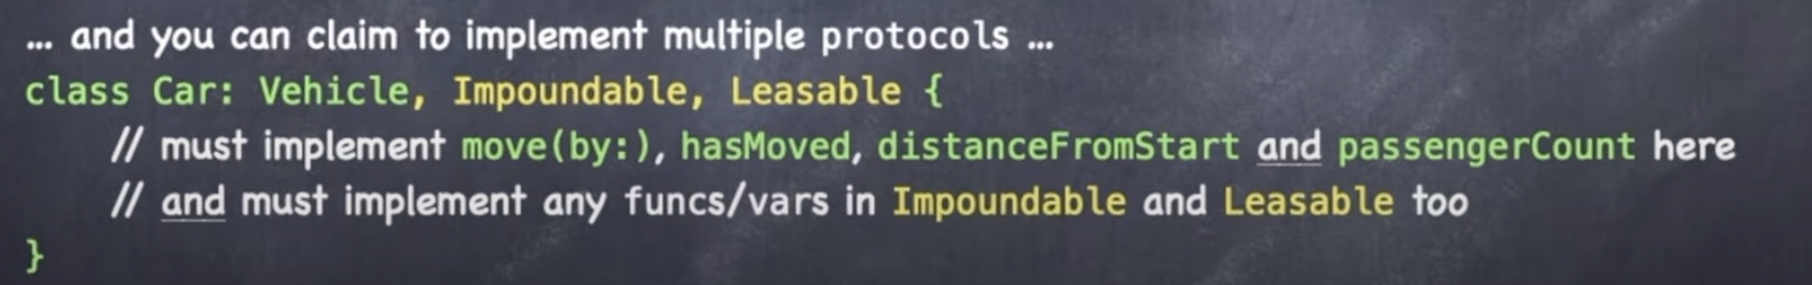 ... and you can claim to implement multiple protocols ...
class Car: Vehicle, Impoundable, Leasable {
// must implement move(by:), hasMoved, distanceFromStart and passengerCount here
// and must implement any funcs/vars in Impoundable and Leasable too
}